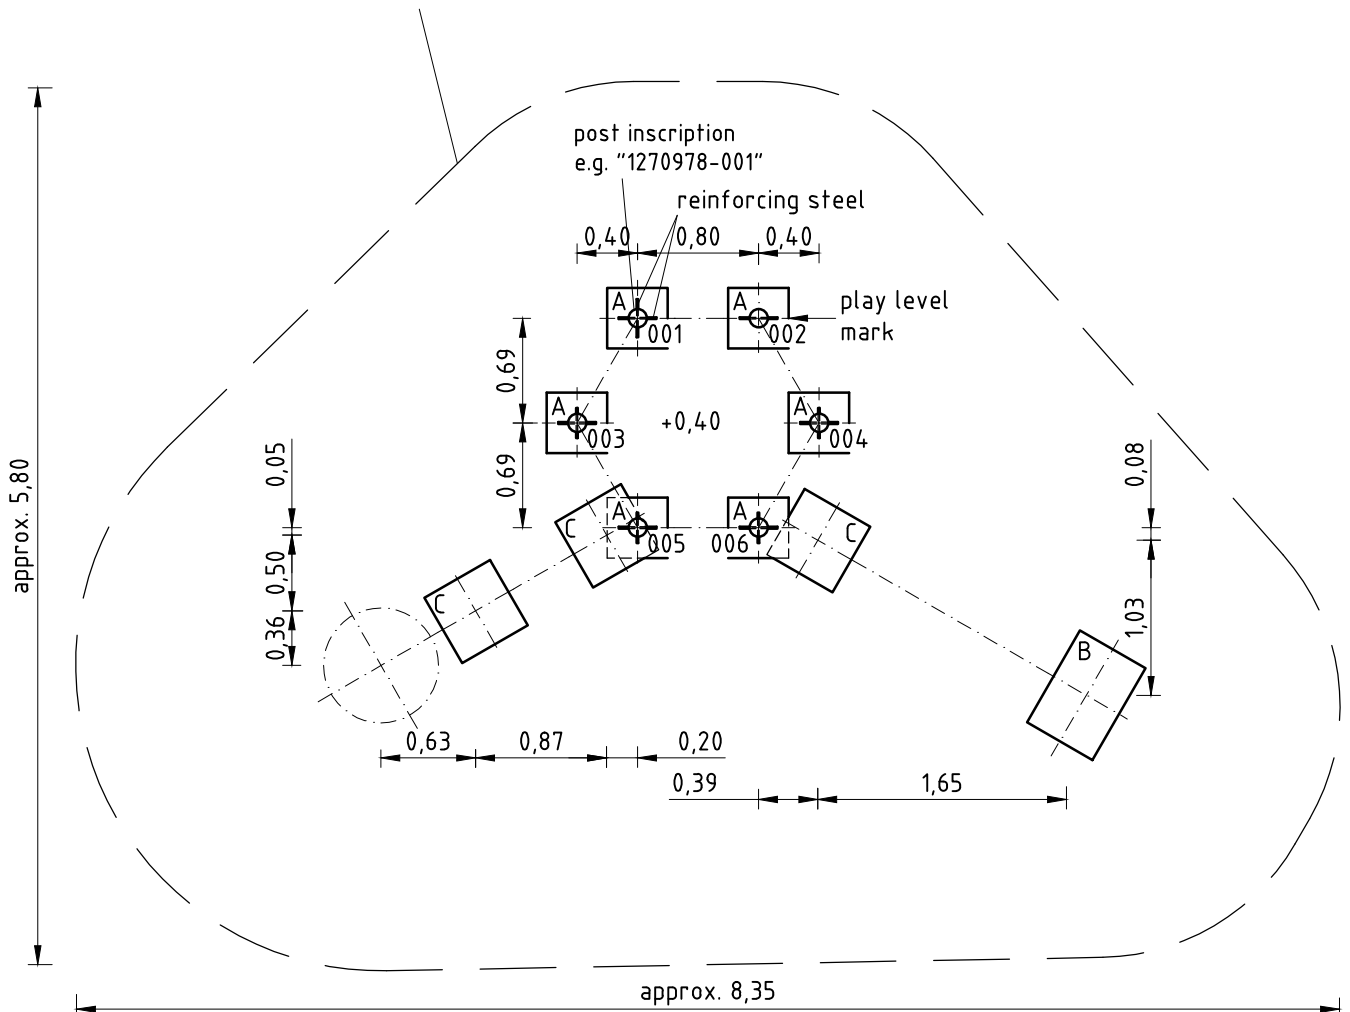 post inscription
e.g. "1270978-001"
reinforcing steel
0,40
0,80
0,40
A
001
A
002
play level
mark
0,69
A
003
+0,40
A
004
0,69
0,05
0,08
approx. 5,80
C
A
005
A
006
C
0,50
C
0,36
1,03
B
0,63
0,87
0,20
0,39
1,65
approx. 8,35